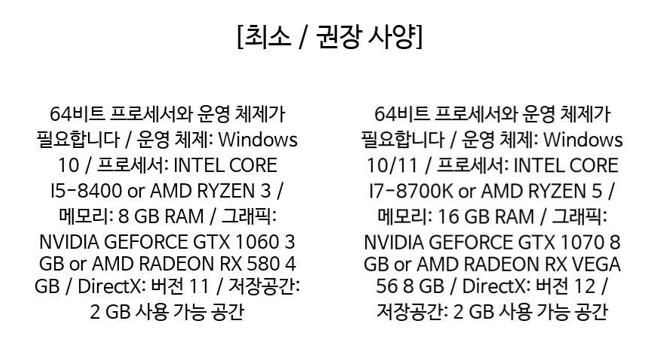 [최소 / 권장 사양]
64비트 프로세서와 운영 체제가
필요합니다 / 운영 체제: Windows
10 / 프로세서: INTEL CORE
I5-8400 or AMD RYZEN 3 /
메모리: 8 GB RAM / 그래픽:
NVIDIA GEFORCE GTX 1060 3
GB or AMD RADEON RX 580 4
GB / DirectX: 버전 11 / 저장공간:
2 GB 사용 가능 공간
64비트 프로세서와 운영 체제가
필요합니다 / 운영 체제: Windows
10/11 / 프로세서: INTEL CORE
I7-8700K or AMD RYZEN 5 /
메모리: 16 GB RAM / 그래픽:
NVIDIA GEFORCE GTX 1070 8
GB or AMD RADEON RX VEGA
56 8 GB / DirectX: 버전 12 /
저장공간: 2 GB 사용 가능 공간